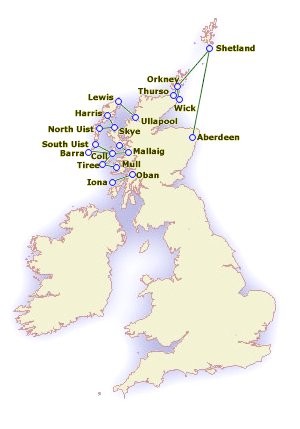 Shetland
Orkney
Thurso
Wick
Lewis
Harris
Ullapool
North Uist
Skye
Aberdeen
South Uist
Barra
Mallaig
Coll
Tiree
Mull
Iona
Oban